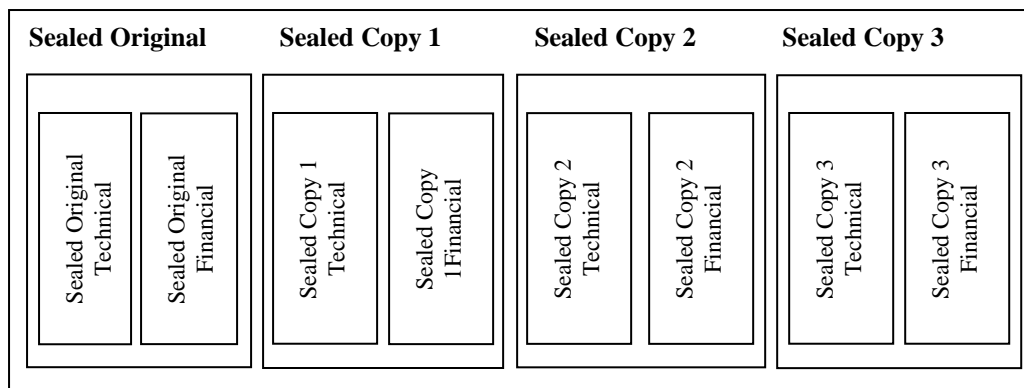 Sealed Original
Sealed Copy 1
Sealed Copy 2
Sealed Copy 3
Sealed Original
Technical
Sealed Original
Financial
Sealed Copy 1
Technical
Sealed Copy
1Financial
Sealed Copy 2
Technical
Sealed Copy 2
Financial
Sealed Copy 3
Technical
Sealed Copy 3
Financial